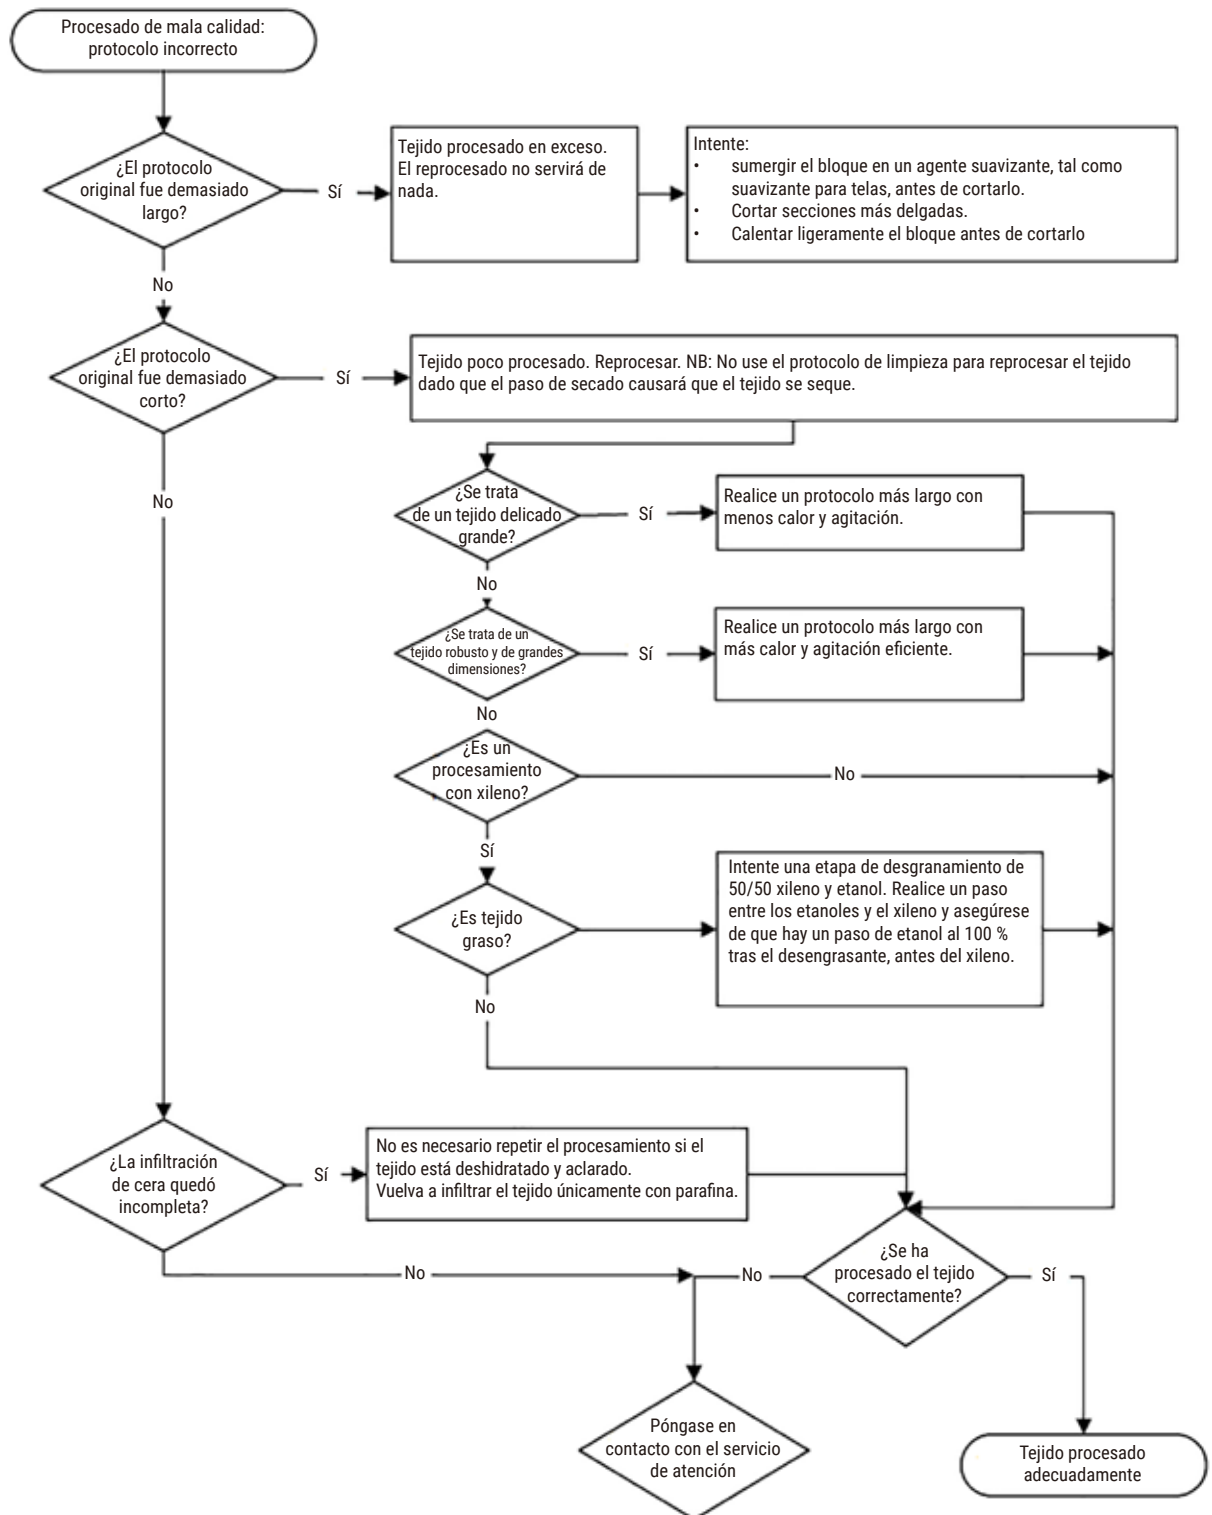 Procesado de mala calidad:
protocolo incorrecto
¿El protocolo
original fue demasiado
largo?
Sí
Tejido procesado en exceso.
El reprocesado no servirá de
nada.
Intente:
• sumergir el bloque en un agente suavizante, tal como
suavizante para telas, antes de cortarlo.
• Cortar secciones más delgadas.
• Calentar ligeramente el bloque antes de cortarlo
No
¿El protocolo
original fue demasiado
corto?
Sí
Tejido poco procesado. Reprocesar. NB: No use el protocolo de limpieza para reprocesar el tejido
dado que el paso de secado causará que el tejido se seque.
No
¿Se trata
de un tejido delicado
grande?
Sí
Realice un protocolo más largo con
menos calor y agitación.
No
¿Se trata de un
tejido robusto y de grandes
dimensiones?
Sí
Realice un protocolo más largo con
más calor y agitación eficiente.
No
¿Es un
procesamiento
con xileno?
No
Sí
¿Es tejido
graso?
Intente una etapa de desgranamiento de
50/50 xileno y etanol. Realice un paso
entre los etanoles y el xileno y asegúrese
de que hay un paso de etanol al 100 %
tras el desengrasante, antes del xileno.
No
¿La infiltración
de cera quedó
incompleta?
Sí
No es necesario repetir el procesamiento si el
tejido está deshidratado y aclarado.
Vuelva a infiltrar el tejido únicamente con parafina.
No
¿Se ha
procesado el tejido
correctamente?
No
Sí
Póngase en
contacto con el servicio
de atención
Tejido procesado
adecuadamente